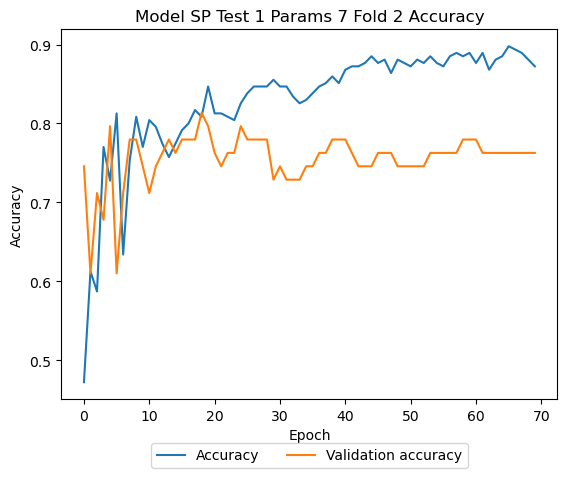 Model SP Test 1 Params 7 Fold 2 Accuracy
0.9
0.8
0.7
0.6
0.5
Accuracy
0 10 20 30 40 50 60 70
Epoch
Accuracy Validation accuracy